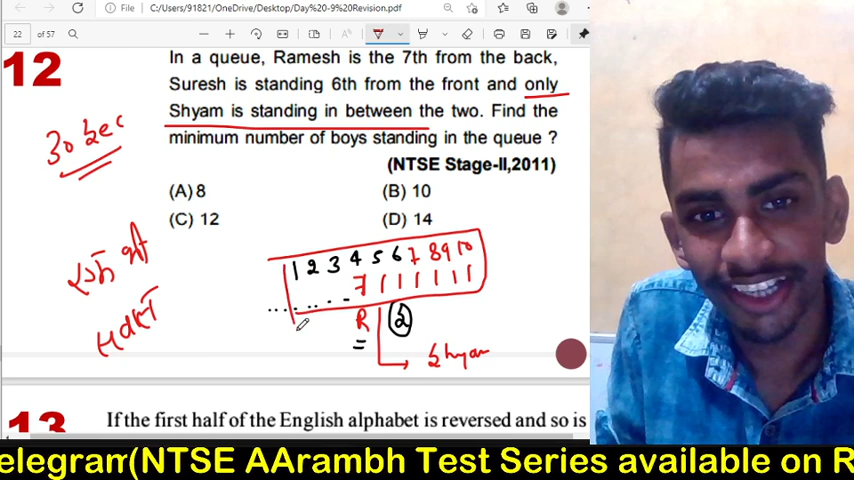 C:/Users/91821/OneDrive/Desktop/Day%20-9%20Revision.pdf
22 of 57
12
In a queue, Ramesh is the 7th from the back,
Suresh is standing 6th from the front and only
Shyam is standing in between the two. Find the
minimum number of boys standing in the queue ?
(NTSE Stage-II,2011)
(A) 8
(B) 10
(C) 12
(D) 14
30 Sec
1 2 3 4 5 6 7 8 9 10
7 1 1 1 1 1 1
R
Shyam
13
If the first half of the English alphabet is reversed and so is
elegram(NTSE AArambh Test Series available on R